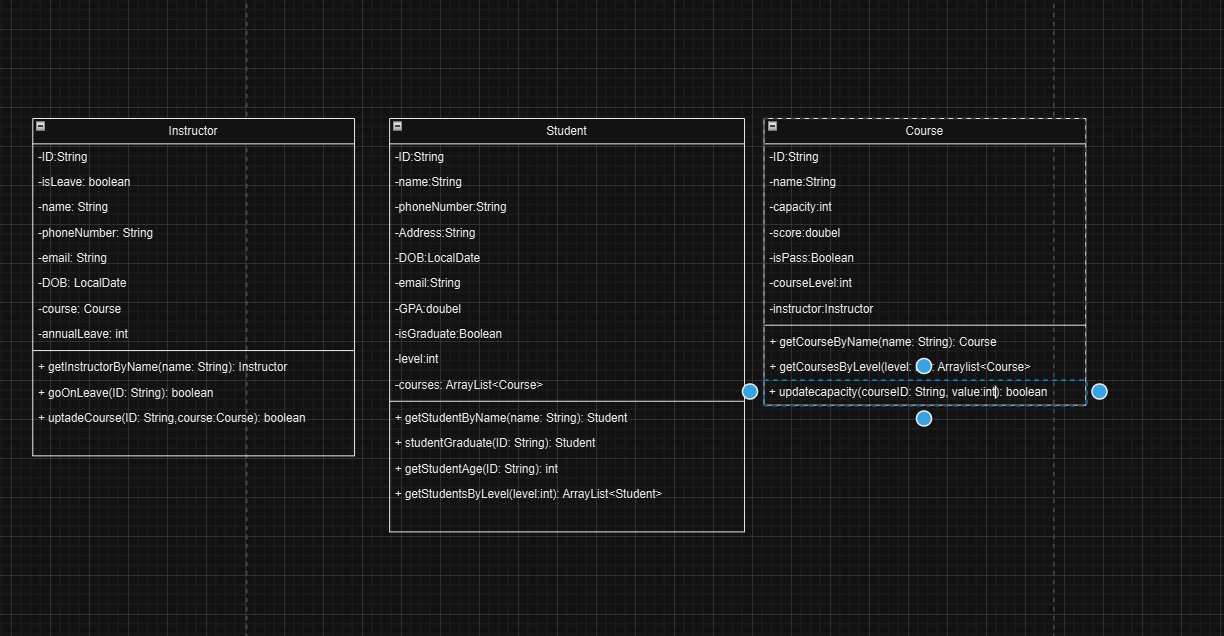 Instructor
-ID:String
-isLeave: boolean
-name: String
-phoneNumber: String
-email: String
-DOB: LocalDate
-course: Course
-annualLeave: int
+ getInstructorByName(name: String): Instructor
+ goOnLeave(ID: String): boolean
+ uptadeCourse(ID: String,course:Course): boolean
Student
-ID:String
-name:String
-phoneNumber:String
-Address:String
-DOB:LocalDate
-email:String
-GPA:doubel
-isGraduate:Boolean
-level:int
-courses: ArrayList<Course>
+ getStudentByName(name: String): Student
+ studentGraduate(ID: String): Student
+ getStudentAge(ID: String): int
+ getStudentsByLevel(level:int): ArrayList<Student>
Course
-ID:String
-name:String
-capacity:int
-score:doubel
-isPass:Boolean
-courseLevel:int
-instructor:Instructor
+ getCourseByName(name: String): Course
+ getCoursesByLevel(level: Arraylist<Course>
+ updatecapacity(courseID: String, value:int): boolean